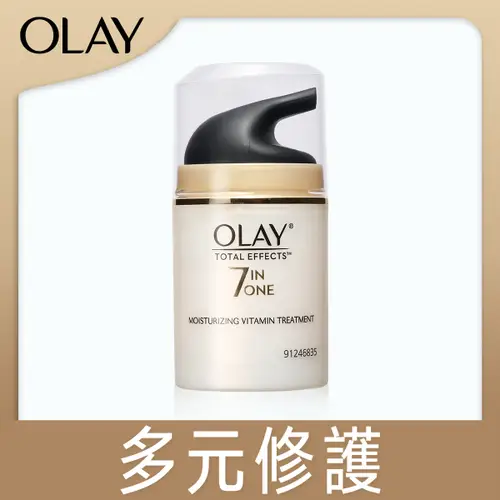 OLAY
OLAY®
TOTAL EFFECTS™
7 IN
ONE
MOISTURIZING VITAMIN TREATMENT
91246835
多元修護